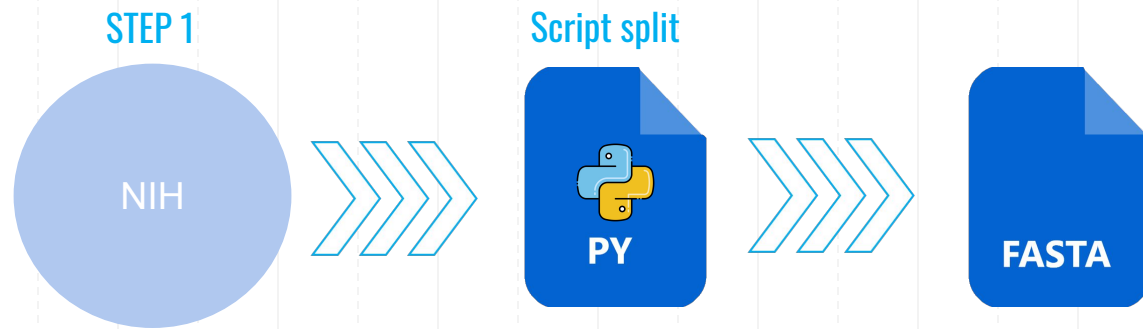 STEP 1
Script split
NIH
PY
FASTA